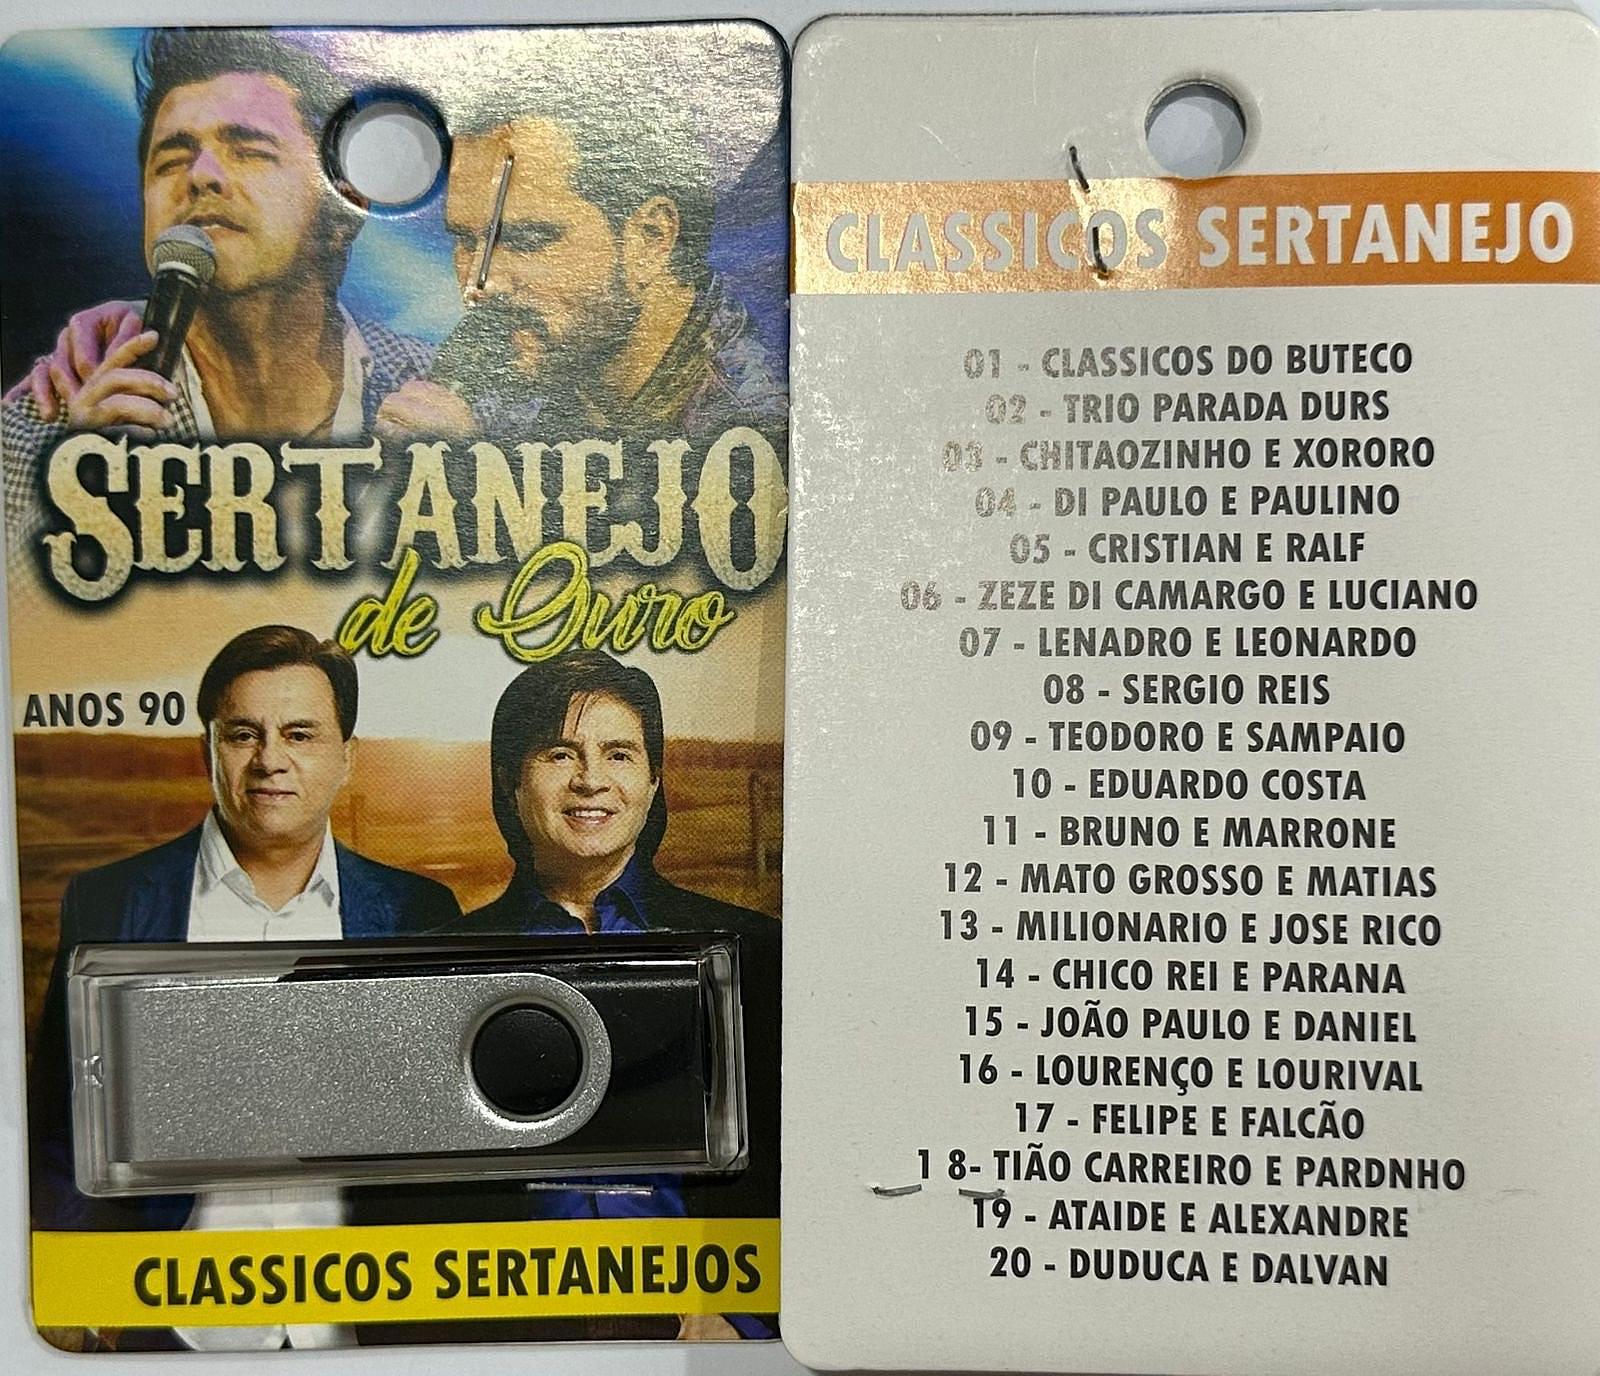 SERTANEJO
de Ouro
ANOS 90
CLASSICOS SERTANEJOS
CLASSICOS SERTANEJO
01 - CLASSICOS DO BUTECO
02 - TRIO PARADA DURS
03 - CHITAOZINHO E XORORO
04 - DI PAULO E PAULINO
05 - CRISTIAN E RALF
06 - ZEZE DI CAMARGO E LUCIANO
07 - LENADRO E LEONARDO
08 - SERGIO REIS
09 - TEODORO E SAMPAIO
10 - EDUARDO COSTA
11 - BRUNO E MARRONE
12 - MATO GROSSO E MATIAS
13 - MILIONARIO E JOSE RICO
14 - CHICO REI E PARANA
15 - JOÃO PAULO E DANIEL
16 - LOURENÇO E LOURIVAL
17 - FELIPE E FALCÃO
1 8- TIÃO CARREIRO E PARDNHO
19 - ATAIDE E ALEXANDRE
20 - DUDUCA E DALVAN